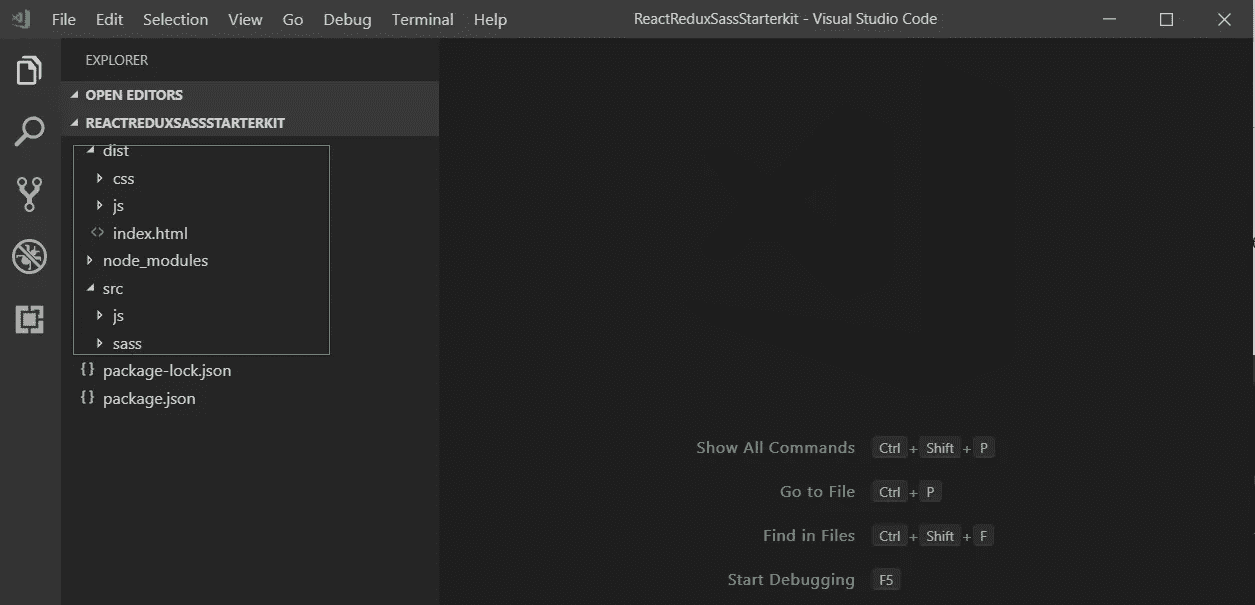 File Edit Selection View Go Debug Terminal Help ReactReduxSassStarterkit - Visual Studio Code
EXPLORER
OPEN EDITORS
REACTREDUXSASSSTARTERKIT
dist
css
js
<> index.html
node_modules
src
js
sass
{} package-lock.json
{} package.json
Show All Commands Ctrl + Shift + P
Go to File Ctrl + P
Find in Files Ctrl + Shift + F
Start Debugging F5